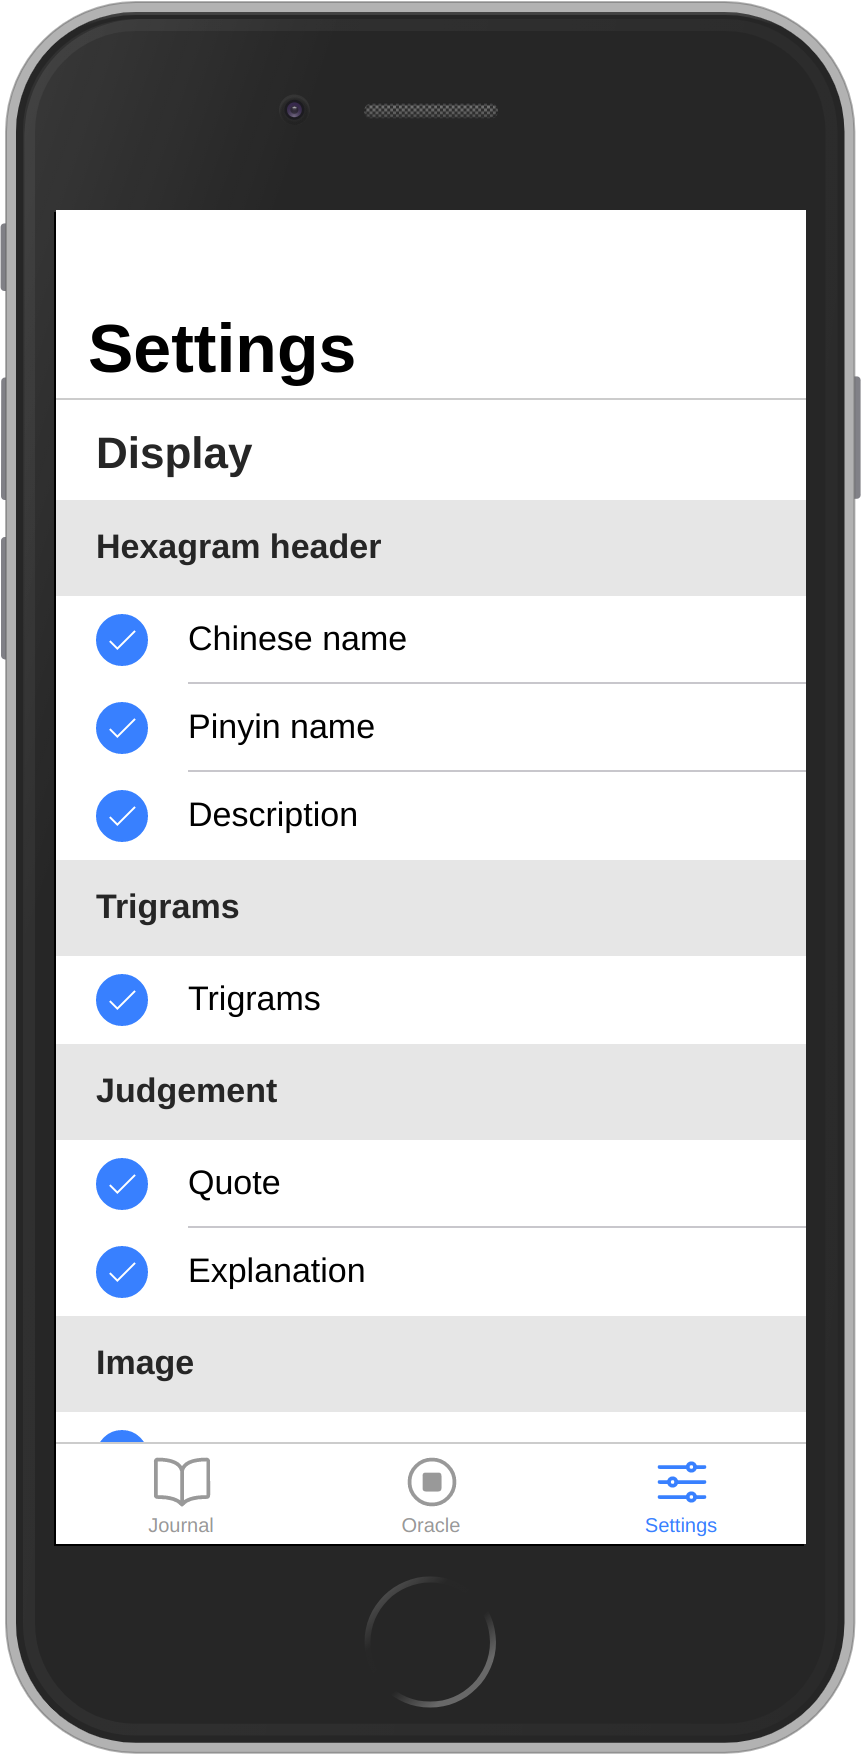 Settings
Display
Hexagram header
Chinese name
Pinyin name
Description
Trigrams
Trigrams
Judgement
Quote
Explanation
Image
Journal
Oracle
Settings